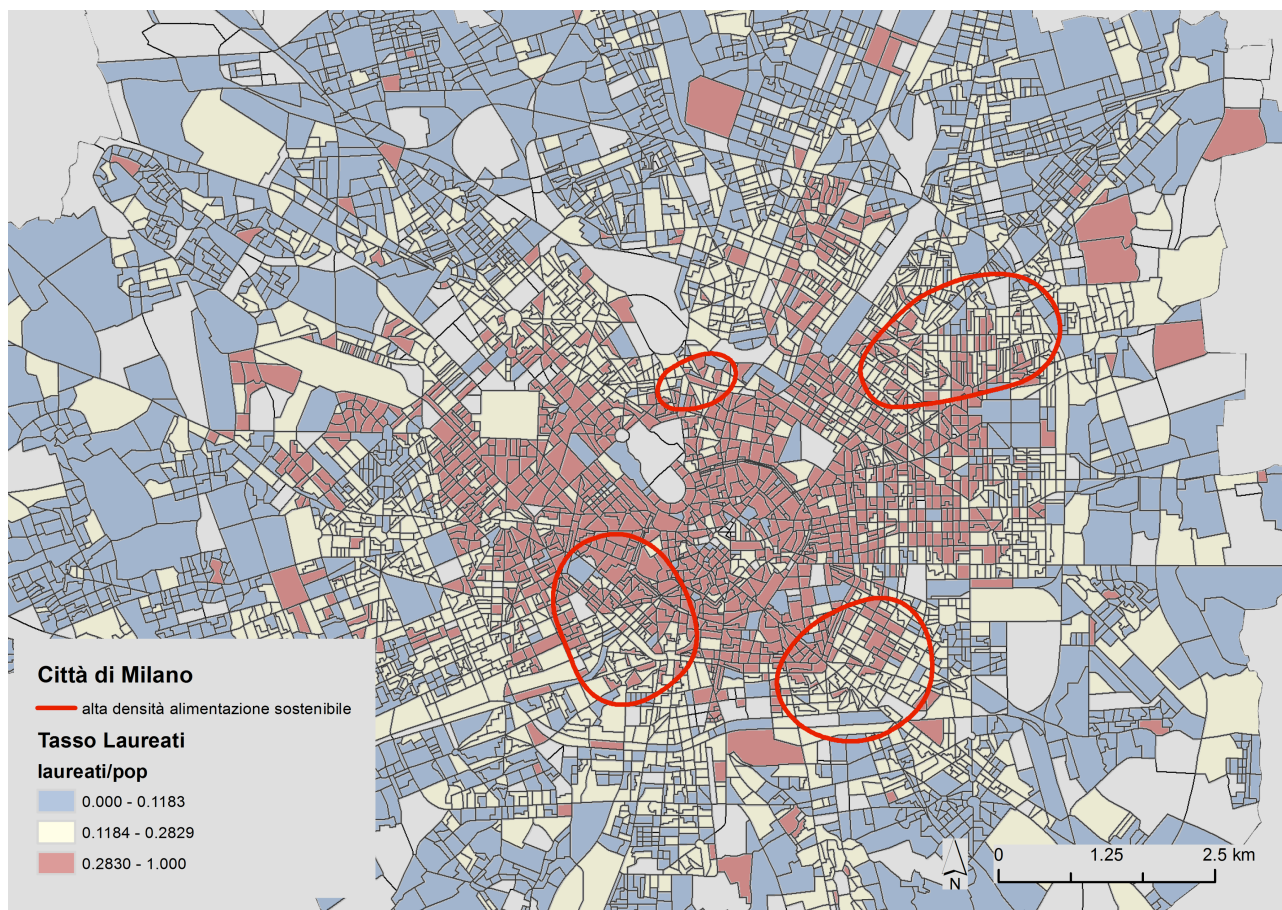 Città di Milano
alta densità alimentazione sostenibile
Tasso Laureati
laureati/pop
0.000 - 0.1183
0.1184 - 0.2829
0.2830 - 1.000
N
0 1.25 2.5 km